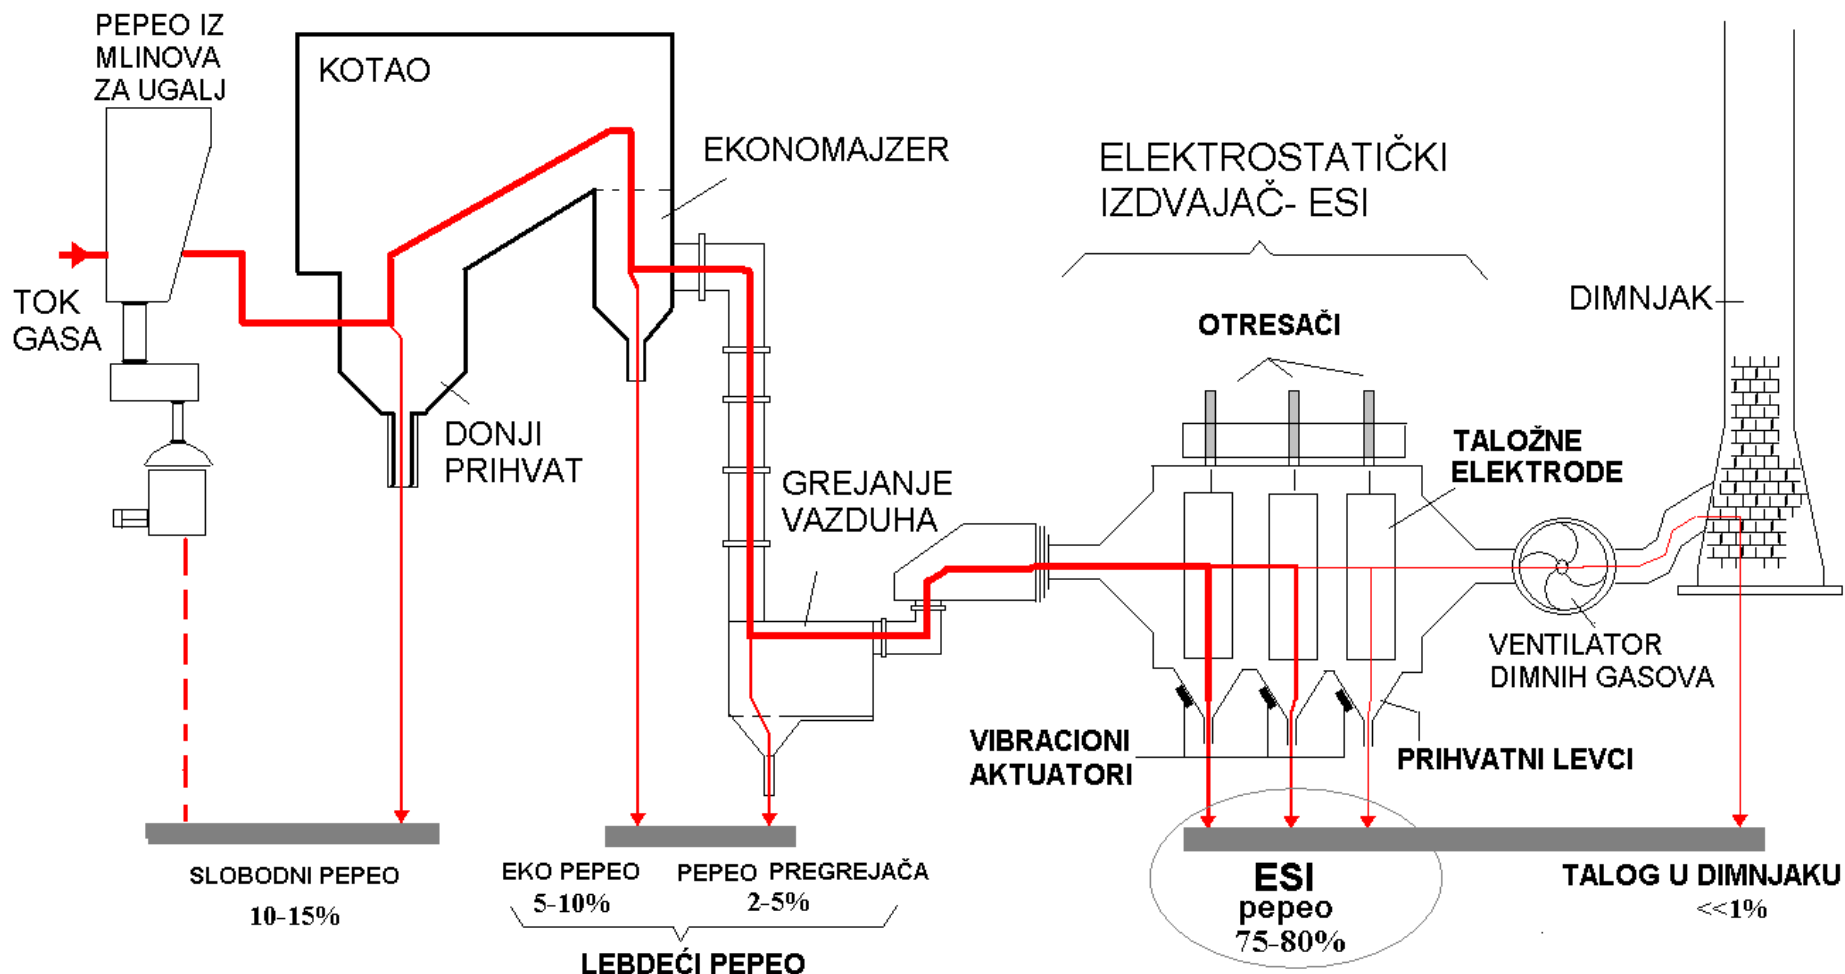 PEPEO IZ
MLINOVA
ZA UGALJ
KOTAO
EKONOMAJZER
ELEKTROSTATIČKI
IZDVAJAČ- ESI
TOK
GASA
DIMNJAK
OTRESAČI
DONJI
PRIHVAT
TALOŽNE
ELEKTRODE
GREJANJE
VAZDUHA
VENTILATOR
DIMNIH GASOVA
VIBRACIONI
AKTUATORI
PRIHVATNI LEVCI
SLOBODNI PEPEO
10-15%
EKO PEPEO
5-10%
PEPEO PREGREJAČA
2-5%
LEBDEĆI PEPEO
ESI
pepeo
75-80%
TALOG U DIMNJAKU
<<1%